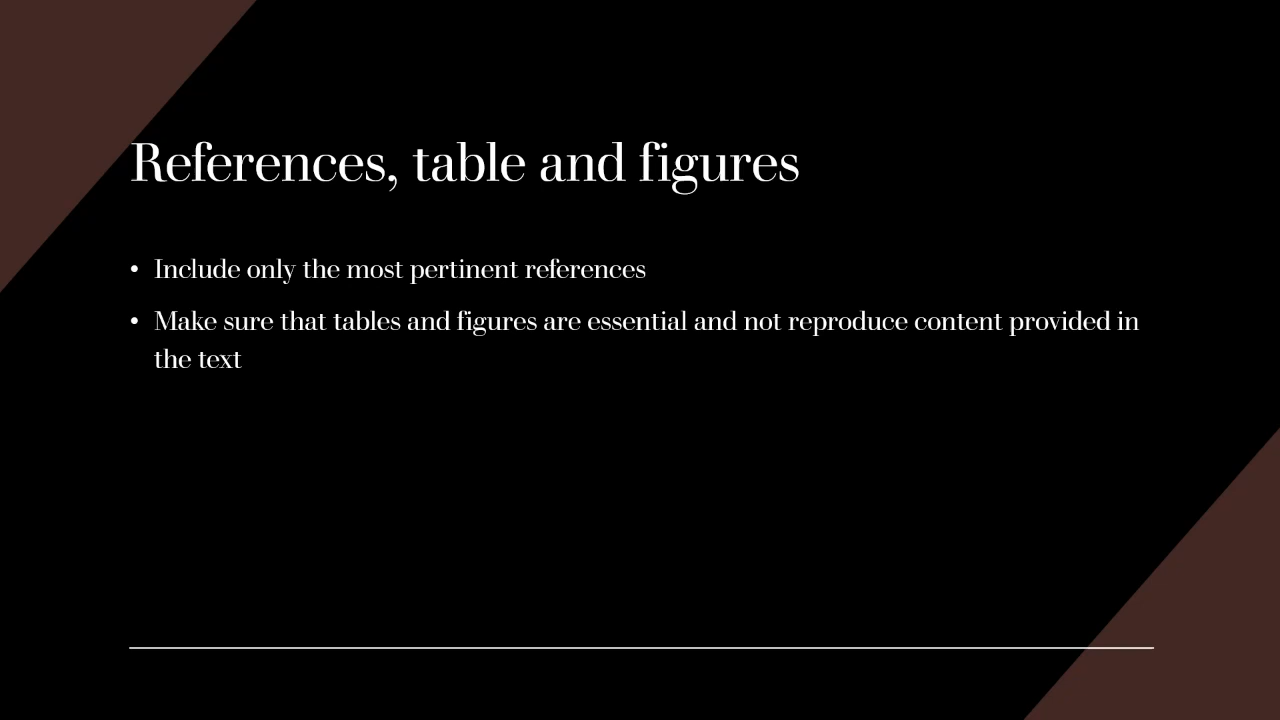 References, table and figures
• Include only the most pertinent references
• Make sure that tables and figures are essential and not reproduce content provided in
the text